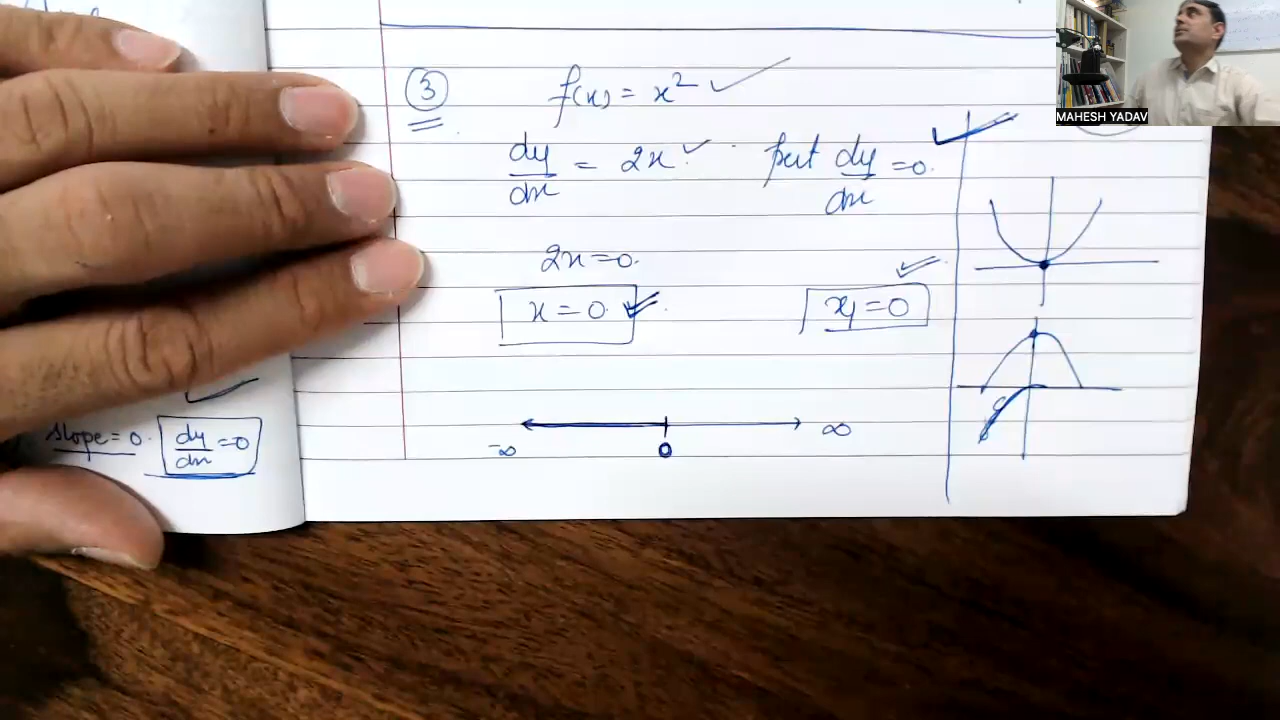 MAHESH YADAV
③ f(x) = x² ✓
dy/dx = 2x ✓ put dy/dx = 0.
2x = 0.
x = 0. x = 0
-∞ 0 ∞
slope = 0. dy/dx = 0